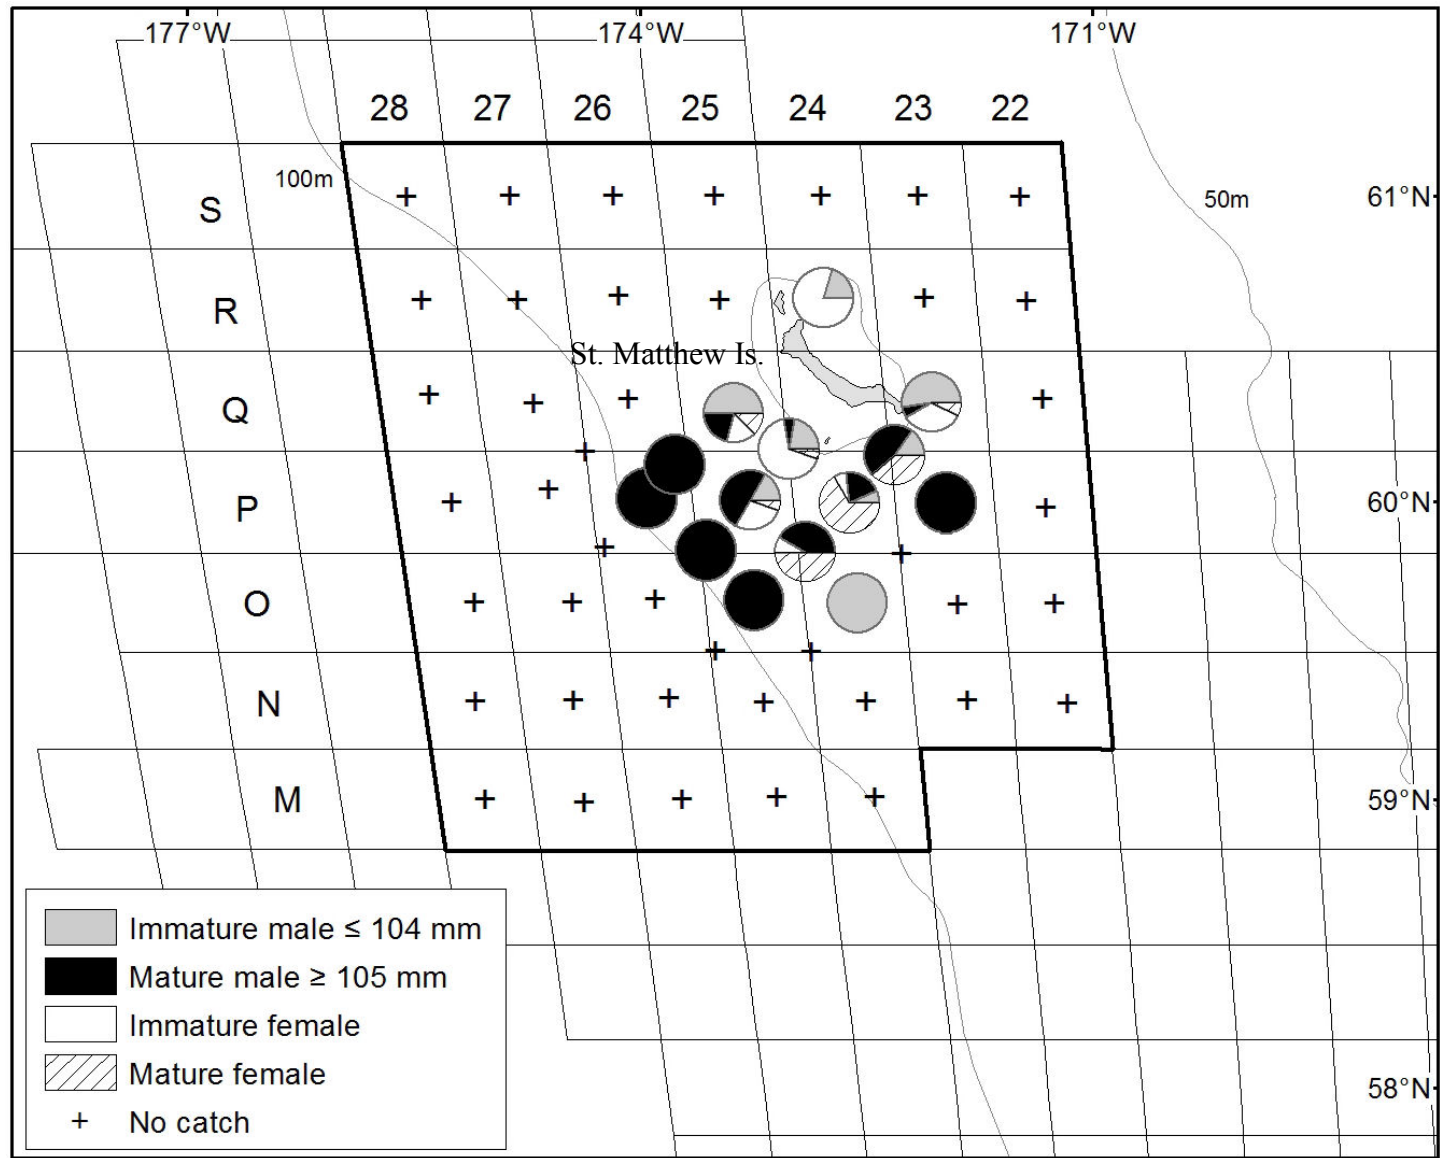 177°W 174°W 171°W
28 27 26 25 24 23 22
100m
S
50m
61°N
R
St. Matthew Is.
Q
P
60°N
O
N
M
59°N
Immature male ≤ 104 mm
Mature male ≥ 105 mm
Immature female
Mature female
58°N
+ No catch